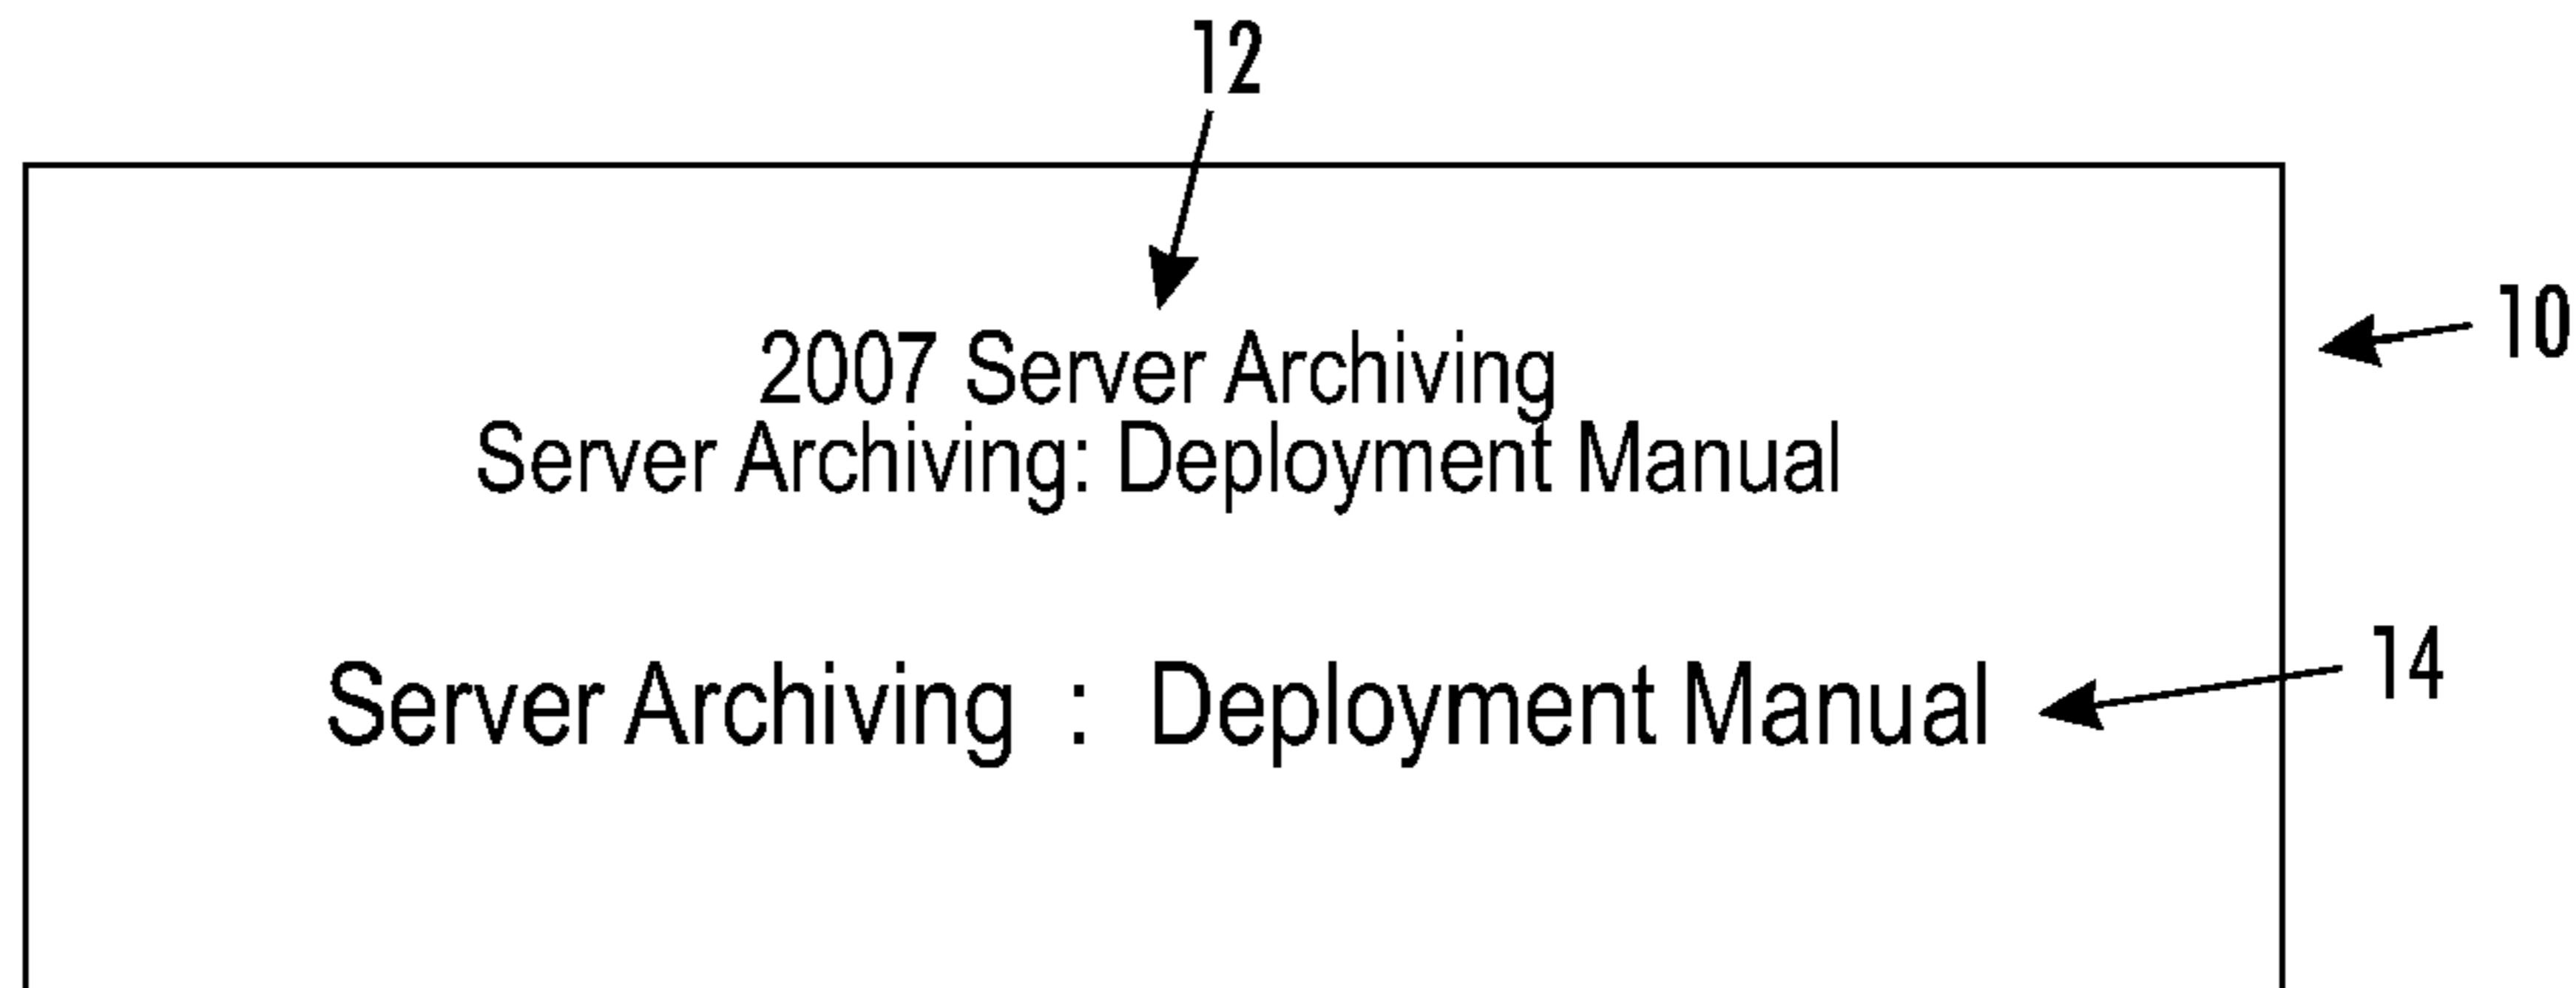 12
10
2007 Server Archiving
Server Archiving: Deployment Manual
14
Server Archiving : Deployment Manual